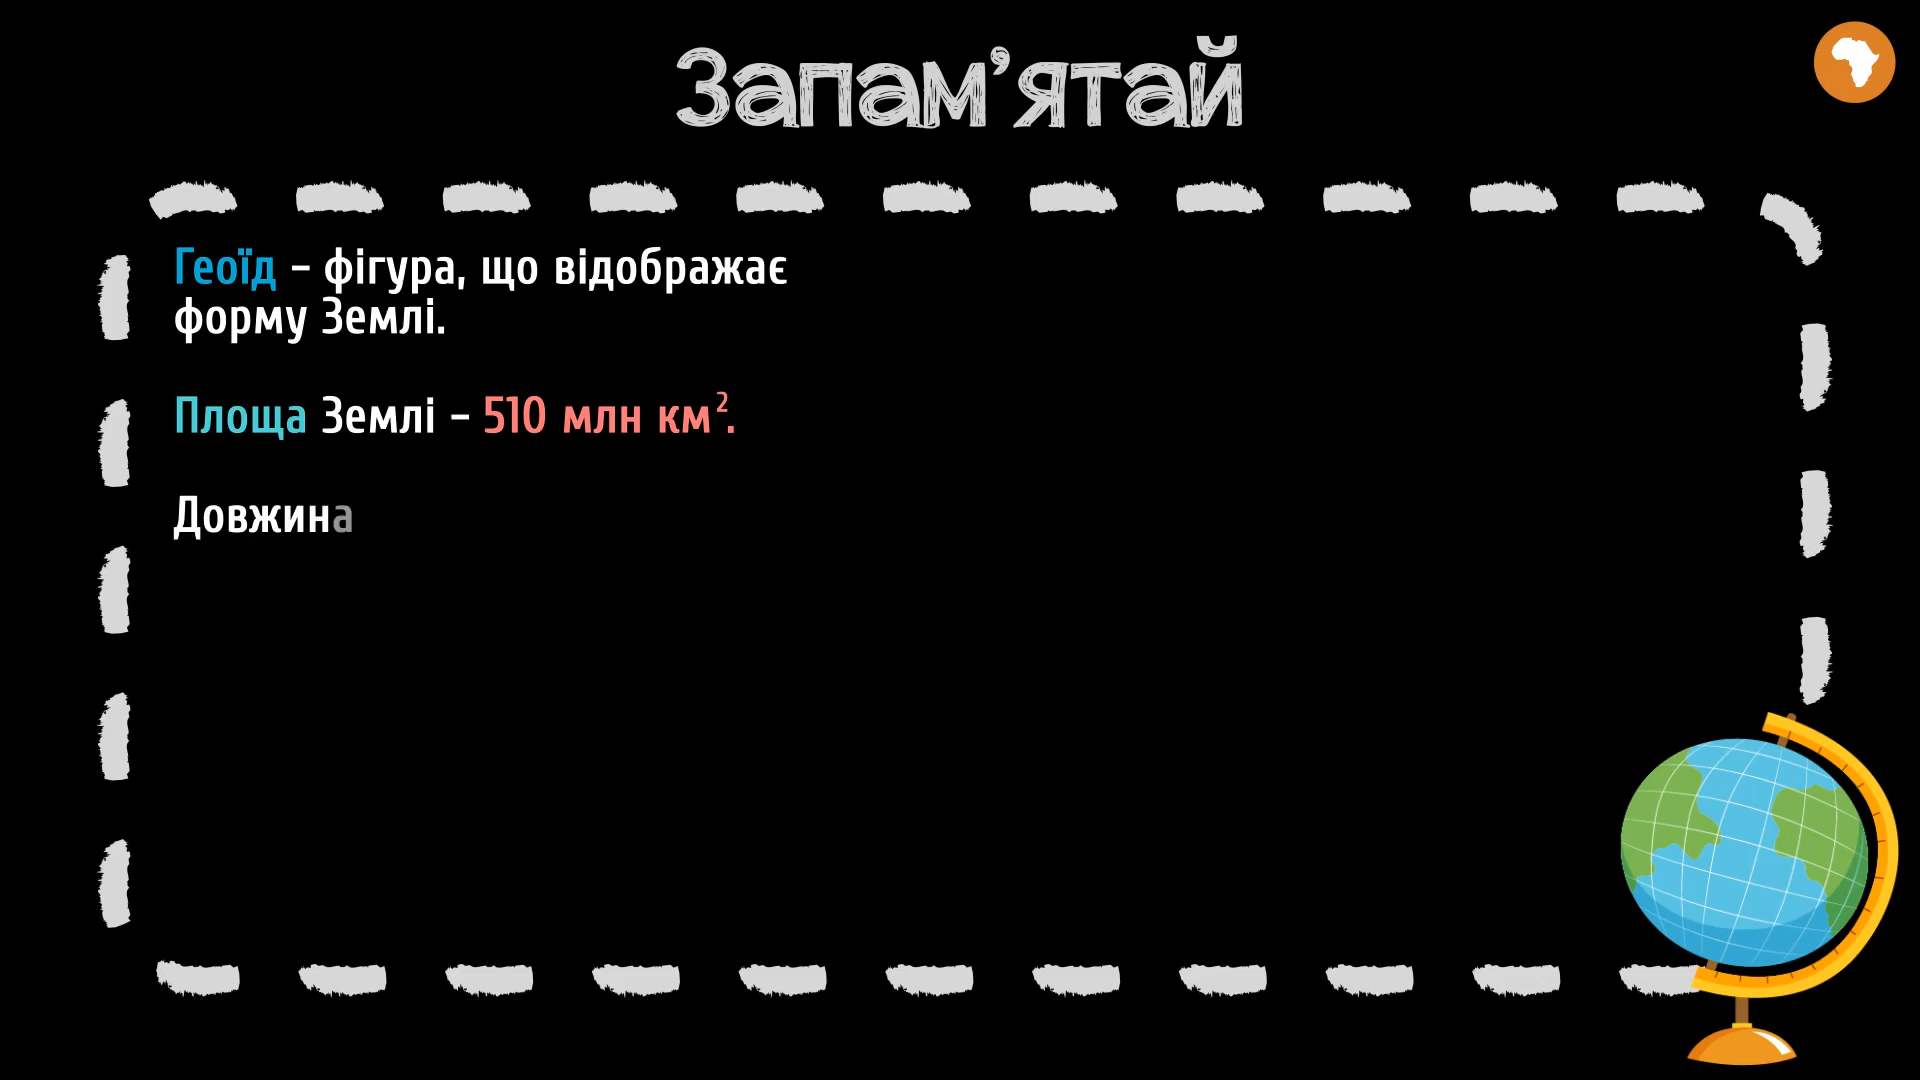 Запам’ятай
Геоїд – фігура, що відображає
форму Землі.
Площа Землі – 510 млн км².
Довжина